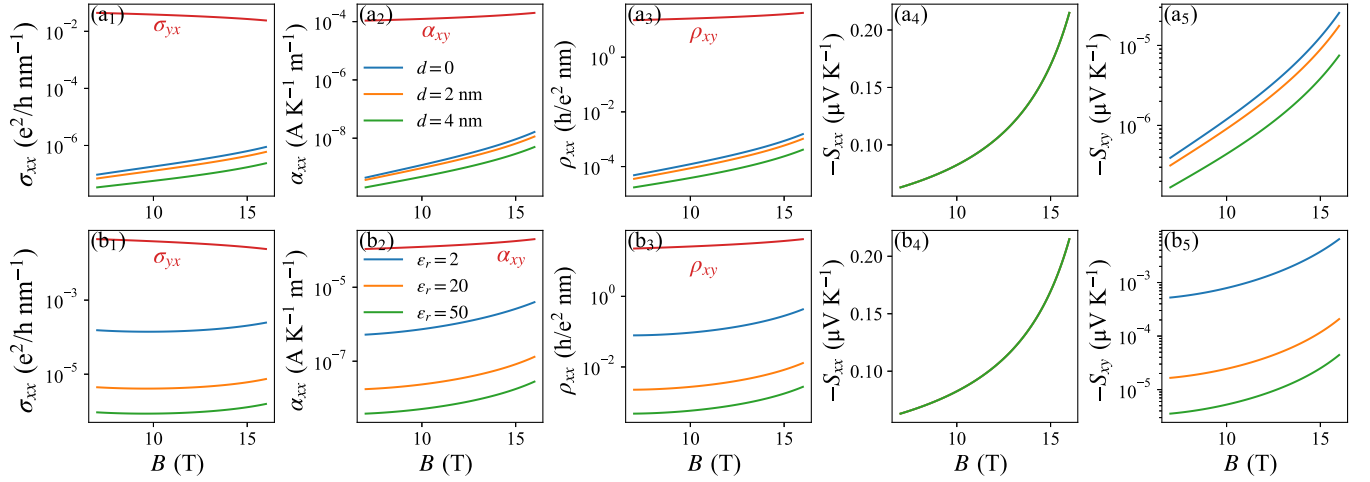 (a₁)
σyx
σxx (e²/h nm⁻¹)
10⁻²
10⁻⁴
10⁻⁶
10
15
(a₂)
αxy
d = 0
d = 2 nm
d = 4 nm
αxx (A K⁻¹ m⁻¹)
10⁻⁴
10⁻⁶
10⁻⁸
10
15
(a₃)
ρxy
ρxx (h/e² nm)
10⁰
10⁻²
10⁻⁴
10
15
(a₄)
−Sxx (μV K⁻¹)
0.20
0.15
0.10
10
15
(a₅)
−Sxy (μV K⁻¹)
10⁻⁵
10⁻⁶
10
15
(b₁)
σyx
σxx (e²/h nm⁻¹)
10⁻³
10⁻⁵
10
15
B (T)
(b₂)
αxy
εr = 2
εr = 20
εr = 50
αxx (A K⁻¹ m⁻¹)
10⁻⁵
10⁻⁷
10
15
B (T)
(b₃)
ρxy
ρxx (h/e² nm)
10⁰
10⁻²
10
15
B (T)
(b₄)
−Sxx (μV K⁻¹)
0.20
0.15
0.10
10
15
B (T)
(b₅)
−Sxy (μV K⁻¹)
10⁻³
10⁻⁴
10⁻⁵
10
15
B (T)